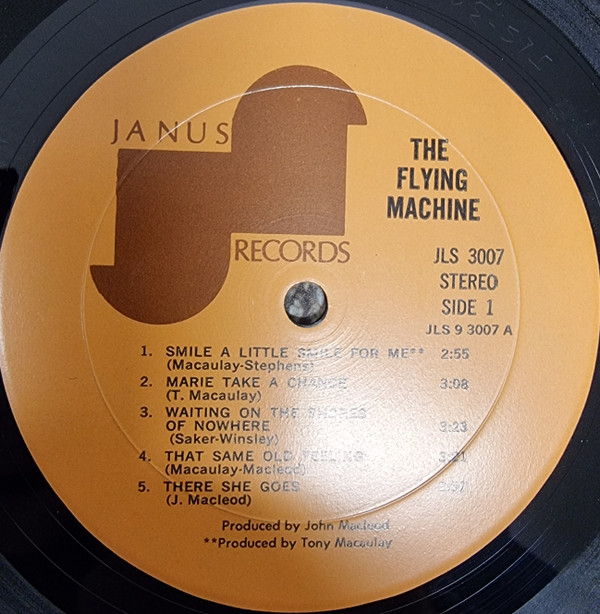 JANUS
RECORDS
THE
FLYING
MACHINE
JLS 3007
STEREO
SIDE 1
JLS 9 3007 A
1. SMILE A LITTLE SMILE FOR ME** 2:55
(Macaulay-Stephens)
2. MARIE TAKE A CHANCE 3:08
(T. Macaulay)
3. WAITING ON THE SHORES
OF NOWHERE 3:23
(Saker-Winsley)
4. THAT SAME OLD FEELING 3:21
(Macaulay-Macleod)
5. THERE SHE GOES
(J. Macleod)
Produced by John Macleod
**Produced by Tony Macaulay